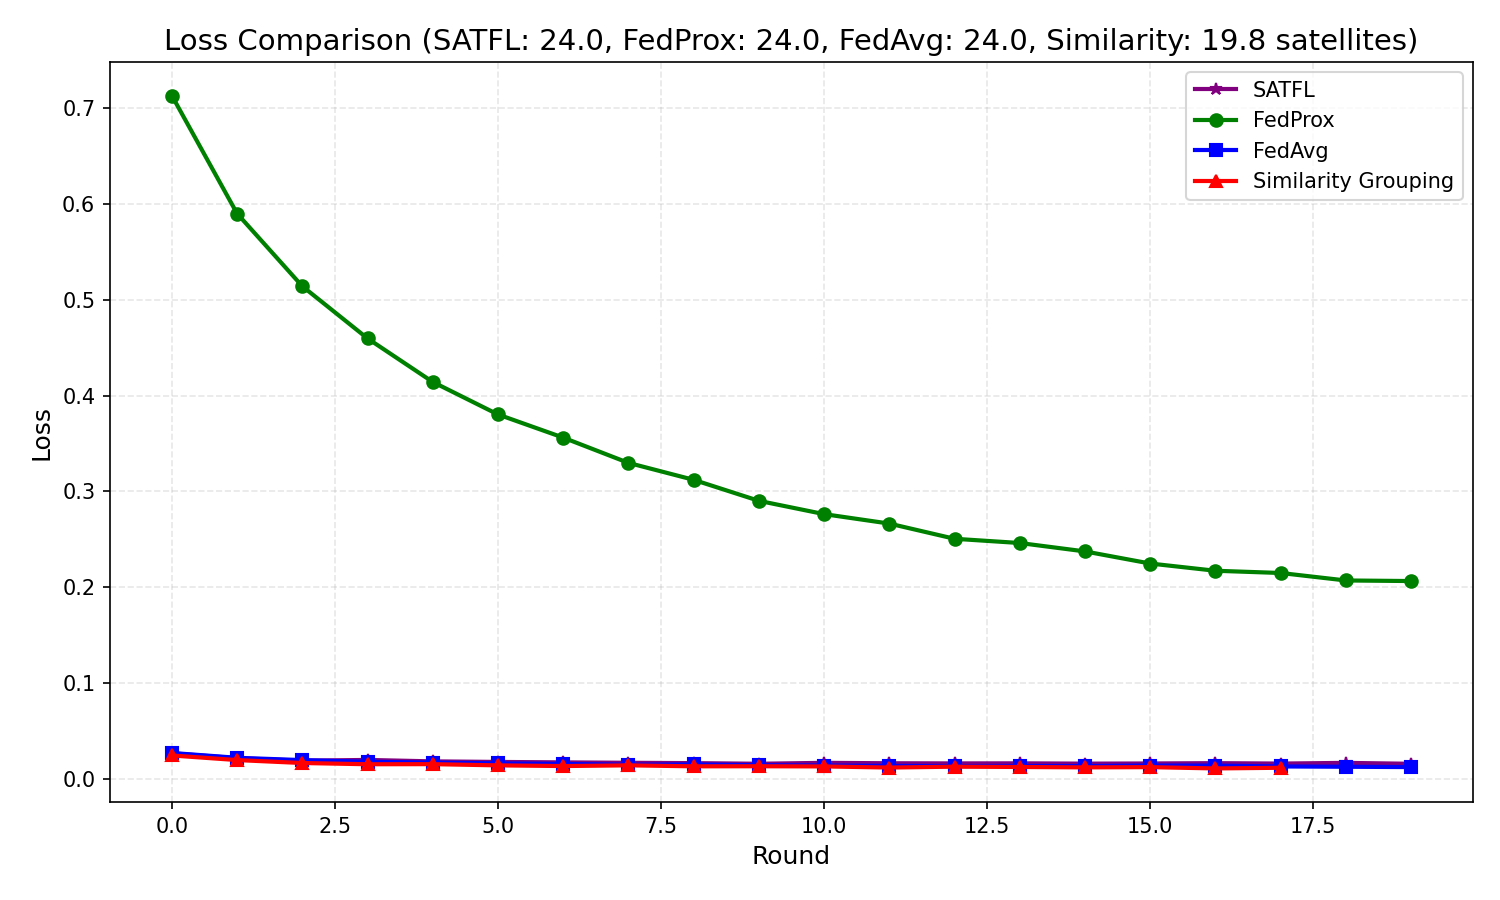 Loss Comparison (SATFL: 24.0, FedProx: 24.0, FedAvg: 24.0, Similarity: 19.8 satellites)
SATFL
FedProx
FedAvg
Similarity Grouping
Loss
0.7
0.6
0.5
0.4
0.3
0.2
0.1
0.0
0.0 2.5 5.0 7.5 10.0 12.5 15.0 17.5
Round